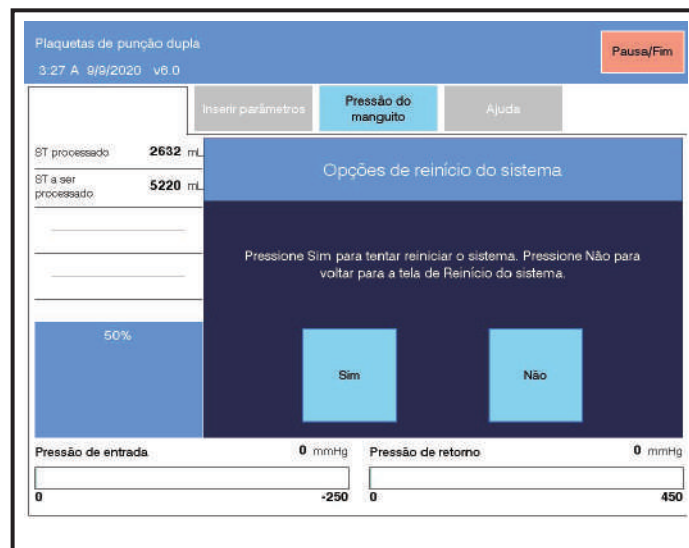 Plaquetas de punção dupla
Pausa/Fim
3:27 A 9/9/2020 v6.0
Inserir parâmetros
Pressão do
manguito
Ajuda
ST processado 2632 mL
ST a ser
processado 5220 mL
Opções de reinício do sistema
Pressione Sim para tentar reiniciar o sistema. Pressione Não para
voltar para a tela de Reinício do sistema.
50%
Sim
Não
Pressão de entrada 0 mmHg
Pressão de retorno 0 mmHg
0 -250
0 450